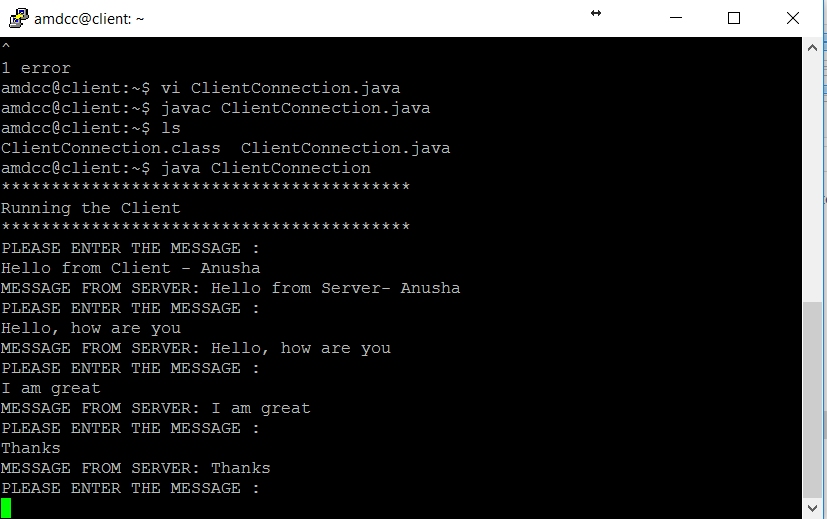 amdcc@client: ~
^
1 error
amdcc@client:~$ vi ClientConnection.java
amdcc@client:~$ javac ClientConnection.java
amdcc@client:~$ ls
ClientConnection.class  ClientConnection.java
amdcc@client:~$ java ClientConnection
*****************************************
Running the Client
*****************************************
PLEASE ENTER THE MESSAGE :
Hello from Client - Anusha
MESSAGE FROM SERVER: Hello from Server- Anusha
PLEASE ENTER THE MESSAGE :
Hello, how are you
MESSAGE FROM SERVER: Hello, how are you
PLEASE ENTER THE MESSAGE :
I am great
MESSAGE FROM SERVER: I am great
PLEASE ENTER THE MESSAGE :
Thanks
MESSAGE FROM SERVER: Thanks
PLEASE ENTER THE MESSAGE :